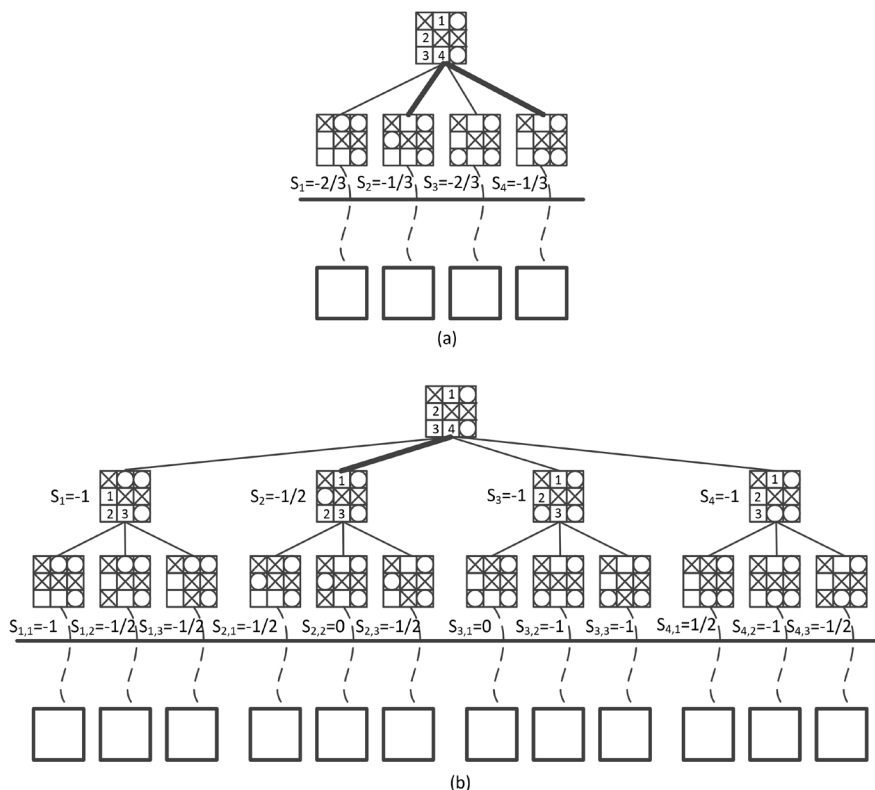 1
2
3 4
S1=-2/3 S2=-1/3 S3=-2/3 S4=-1/3
(a)
1
2
3 4
S1=-1
1
2 3
S2=-1/2
1
2 3
S3=-1
1
2
3
S4=-1
1
2
3
S1,1=-1 S1,2=-1/2 S1,3=-1/2 S2,1=-1/2 S2,2=0 S2,3=-1/2 S3,1=0 S3,2=-1 S3,3=-1 S4,1=1/2 S4,2=-1 S4,3=-1/2
(b)